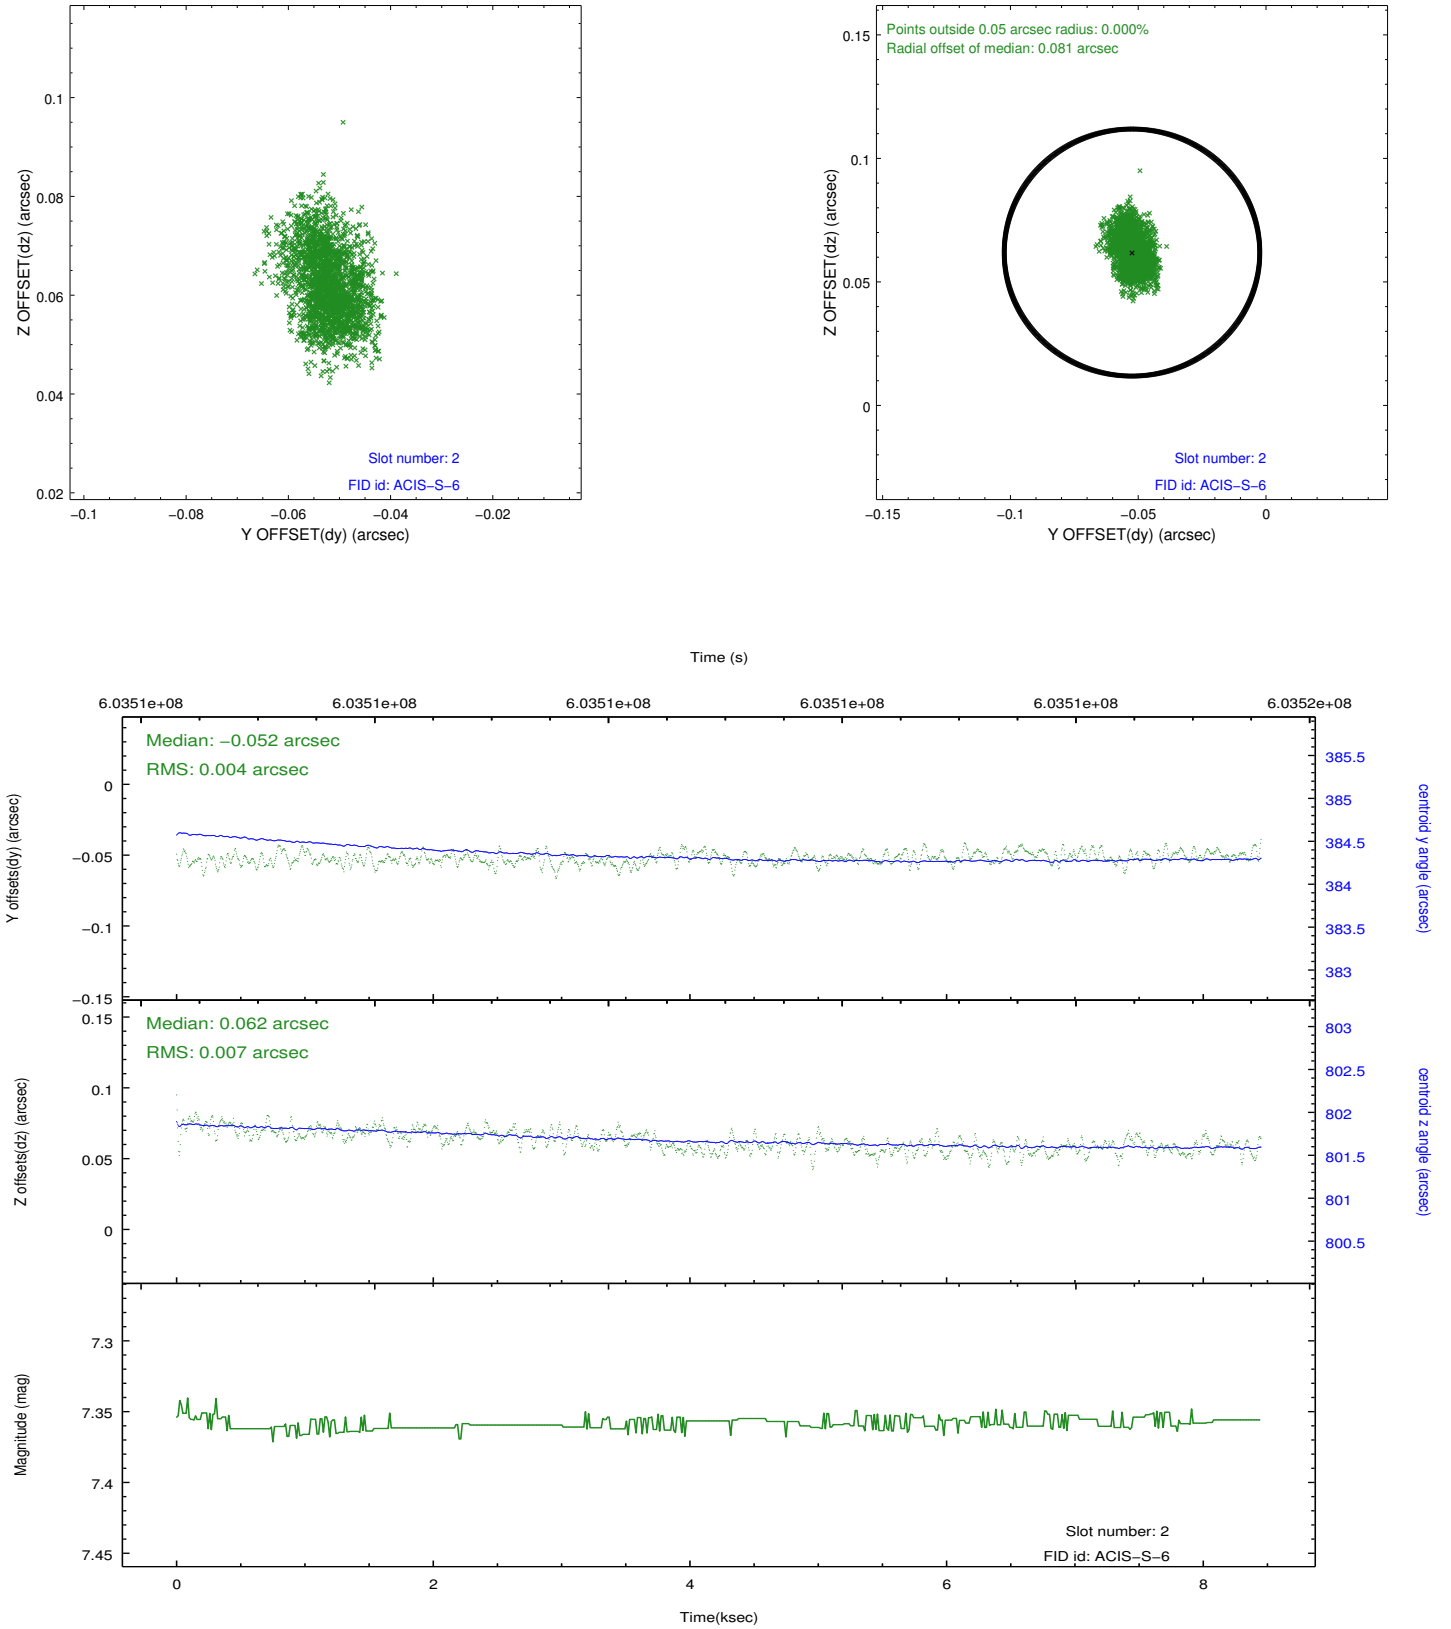 0.1
0.08
0.06
0.04
0.02
Z OFFSET(dz) (arcsec)
Slot number: 2
FID id: ACIS−S−6
−0.1 −0.08 −0.06 −0.04 −0.02
Y OFFSET(dy) (arcsec)
Points outside 0.05 arcsec radius: 0.000%
Radial offset of median: 0.081 arcsec
0.15
0.1
0.05
0
Z OFFSET(dz) (arcsec)
Slot number: 2
FID id: ACIS−S−6
−0.15 −0.1 −0.05 0
Y OFFSET(dy) (arcsec)
Time (s)
6.0351e+08 6.0351e+08 6.0351e+08 6.0351e+08 6.0351e+08 6.0352e+08
Median: −0.052 arcsec
RMS: 0.004 arcsec
0
−0.05
−0.1
−0.15
Y offsets(dy) (arcsec)
385.5
385
384.5
384
383.5
383
centroid y angle (arcsec)
Median: 0.062 arcsec
RMS: 0.007 arcsec
0.15
0.1
0.05
0
Z offsets(dz) (arcsec)
803
802.5
802
801.5
801
800.5
centroid z angle (arcsec)
7.3
7.35
7.4
7.45
Magnitude (mag)
Slot number: 2
FID id: ACIS−S−6
0 2 4 6 8
Time(ksec)